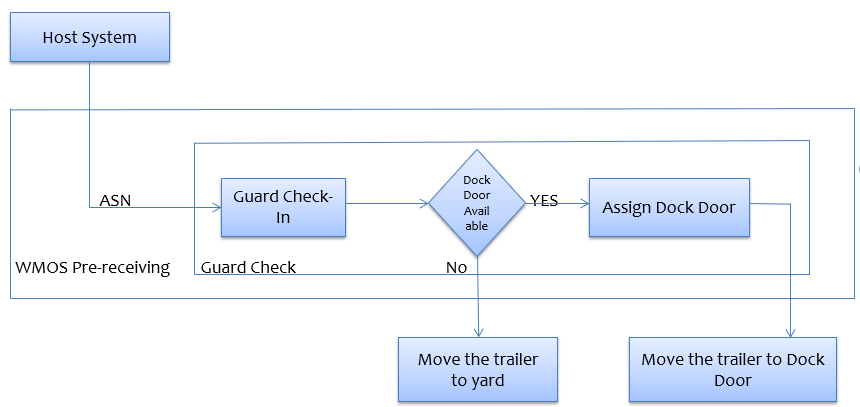 Host System
ASN
Guard Check-
In
Dock
Door
Avail
able
YES
Assign Dock Door
WMOS Pre-receiving
Guard Check
No
Move the trailer
to yard
Move the trailer to Dock
Door